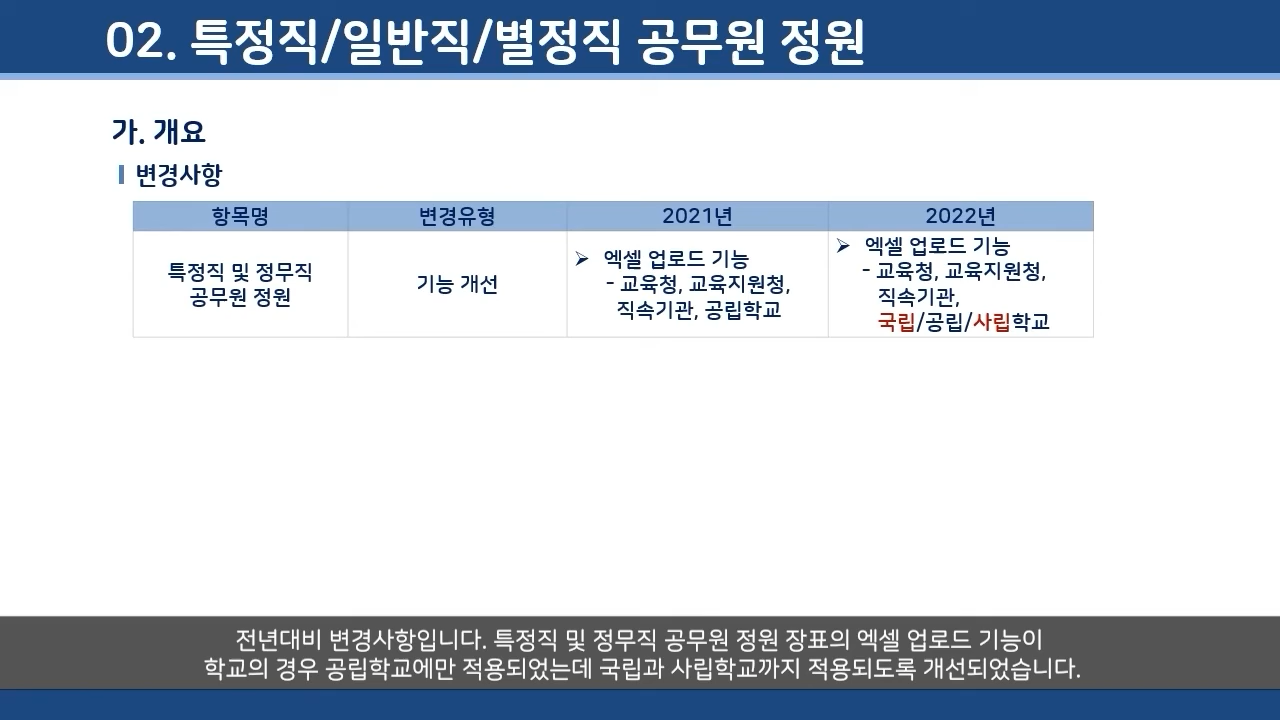 02. 특정직/일반직/별정직 공무원 정원
가. 개요
변경사항
항목명
변경유형
2021년
2022년
특정직 및 정무직
공무원 정원
기능 개선
➢ 엑셀 업로드 기능
- 교육청, 교육지원청,
직속기관, 공립학교
➢ 엑셀 업로드 기능
- 교육청, 교육지원청,
직속기관,
국립/공립/사립학교
전년대비 변경사항입니다. 특정직 및 정무직 공무원 정원 장표의 엑셀 업로드 기능이
학교의 경우 공립학교에만 적용되었는데 국립과 사립학교까지 적용되도록 개선되었습니다.